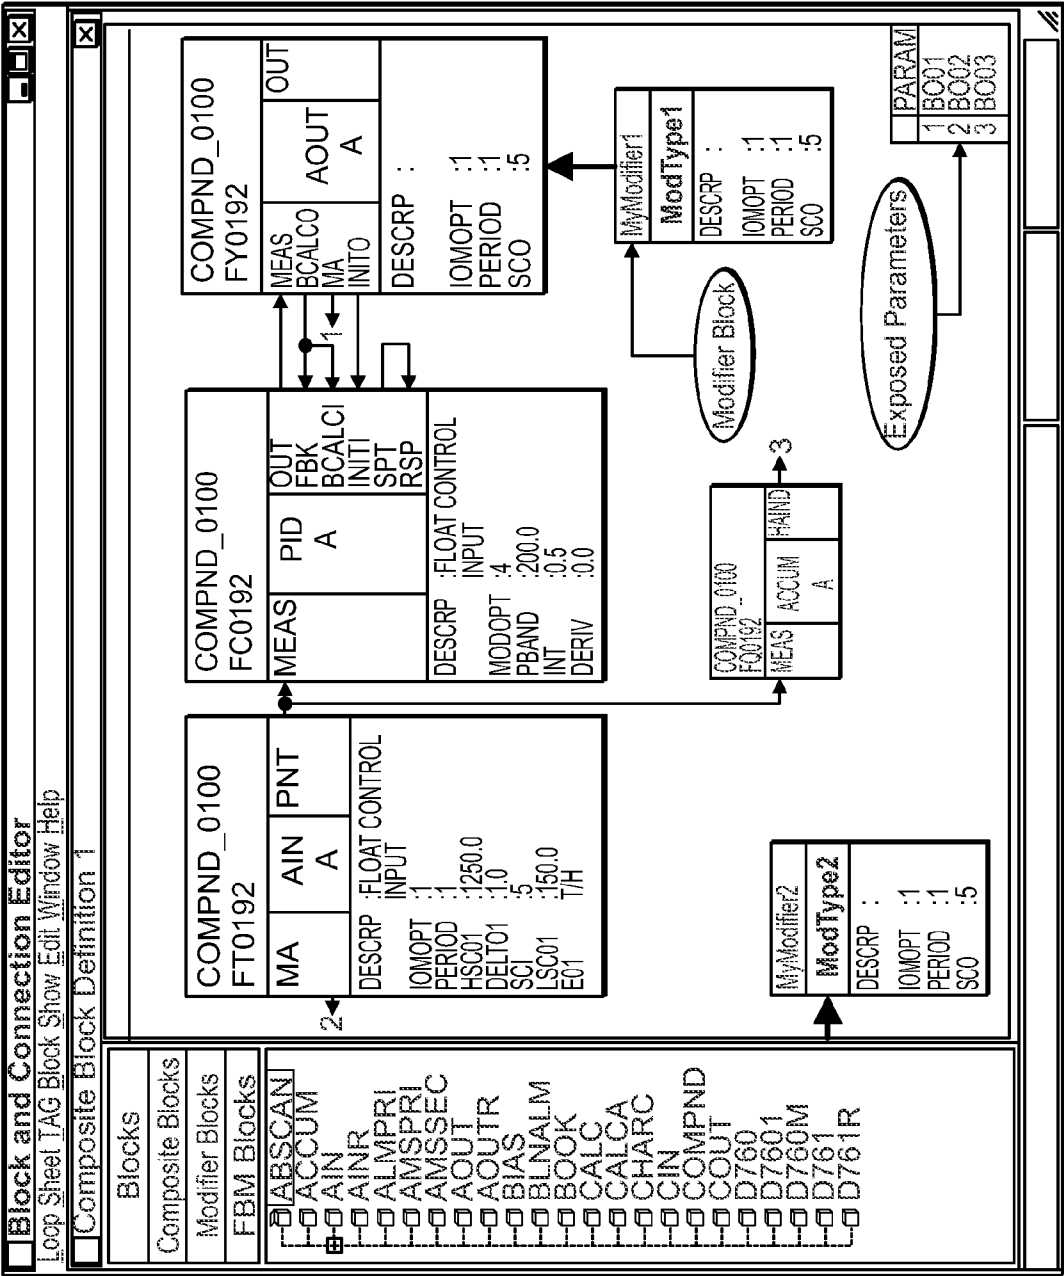 Block and Connection Editor
Loop Sheet TAG Block Show Edit Window Help
Composite Block Definition 1
Blocks
Composite Blocks
Modifier Blocks
FBM Blocks
ABSCAN
ACCUM
AIN
AINR
ALMPRI
AMSPRI
AMSSEC
AOUT
AOUTR
BIAS
BLNALM
BOOK
CALC
CALCA
CHARC
CIN
COMPND
COUT
D760
D7601
D760M
D761
D761R
COMPND_0100
FT0192
MA
AIN
A
PNT
2
DESCRP :FLOAT CONTROL
INPUT
IOMOPT :1
PERIOD :1
HSC01 :1250.0
DELTO1 :1.0
SCI :5
LSC01 :150.0
E01 T/H
COMPND_0100
FC0192
MEAS
PID
A
OUT
FBK
BCALCI
INITI
SPT
RSP
DESCRP :FLOAT CONTROL
INPUT
MODOPT :4
PBAND :200.0
INT :0.5
DERIV :0.0
1
COMPND_0100
FY0192
MEAS
BCALCO
MA
INITO
AOUT
A
OUT
DESCRP :
IOMOPT :1
PERIOD :1
SCO :5
MyModifier2
ModType2
DESCRP :
IOMOPT :1
PERIOD :1
SCO :5
COMPND_0100
FQ0192
MEAS
ACCUM
A
HAIND
3
Modifier Block
MyModifier1
ModType1
DESCRP :
IOMOPT :1
PERIOD :1
SCO :5
Exposed Parameters
PARAM
1 BO01
2 BO02
3 BO03